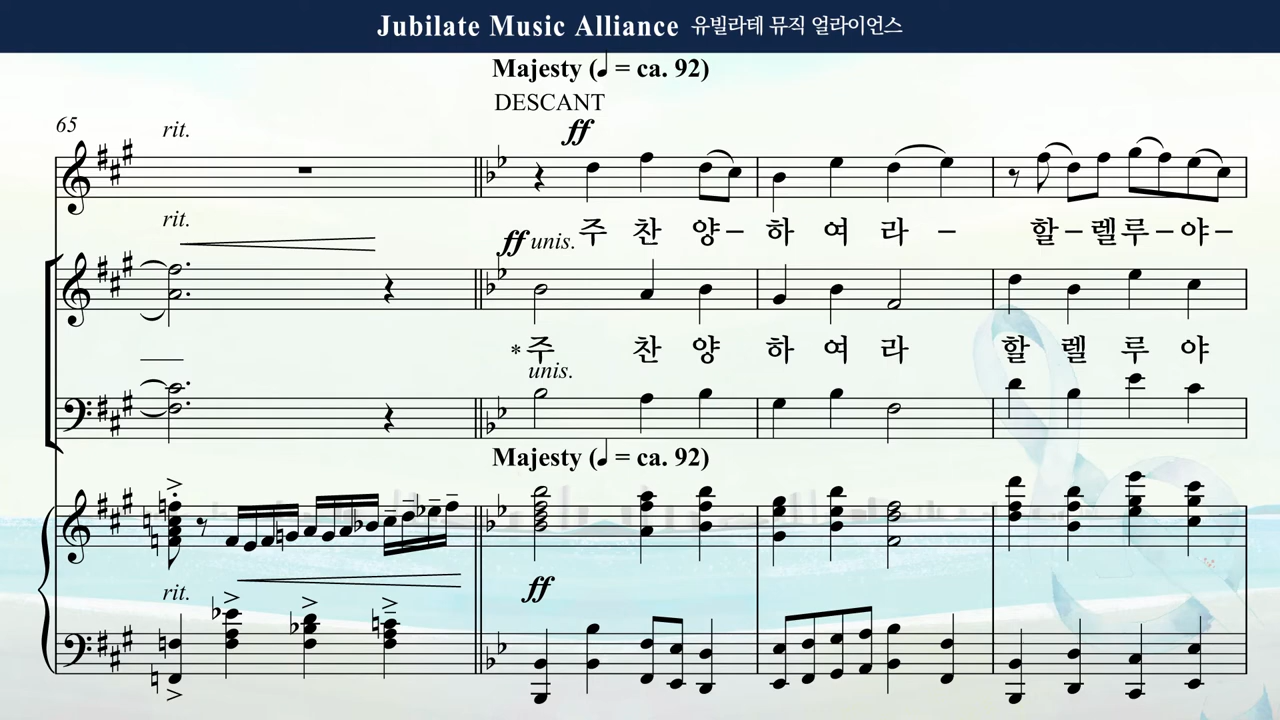 Jubilate Music Alliance 유빌라테 뮤직 얼라이언스
Majesty (♩ = ca. 92)
DESCANT
65
rit.
ff
주 찬 양 – 하 여 라 – 할 – 렐 루 – 야 –
rit.
ff unis.
* 주 찬 양 하 여 라 할 렐 루 야
unis.
Majesty (♩ = ca. 92)
rit.
ff